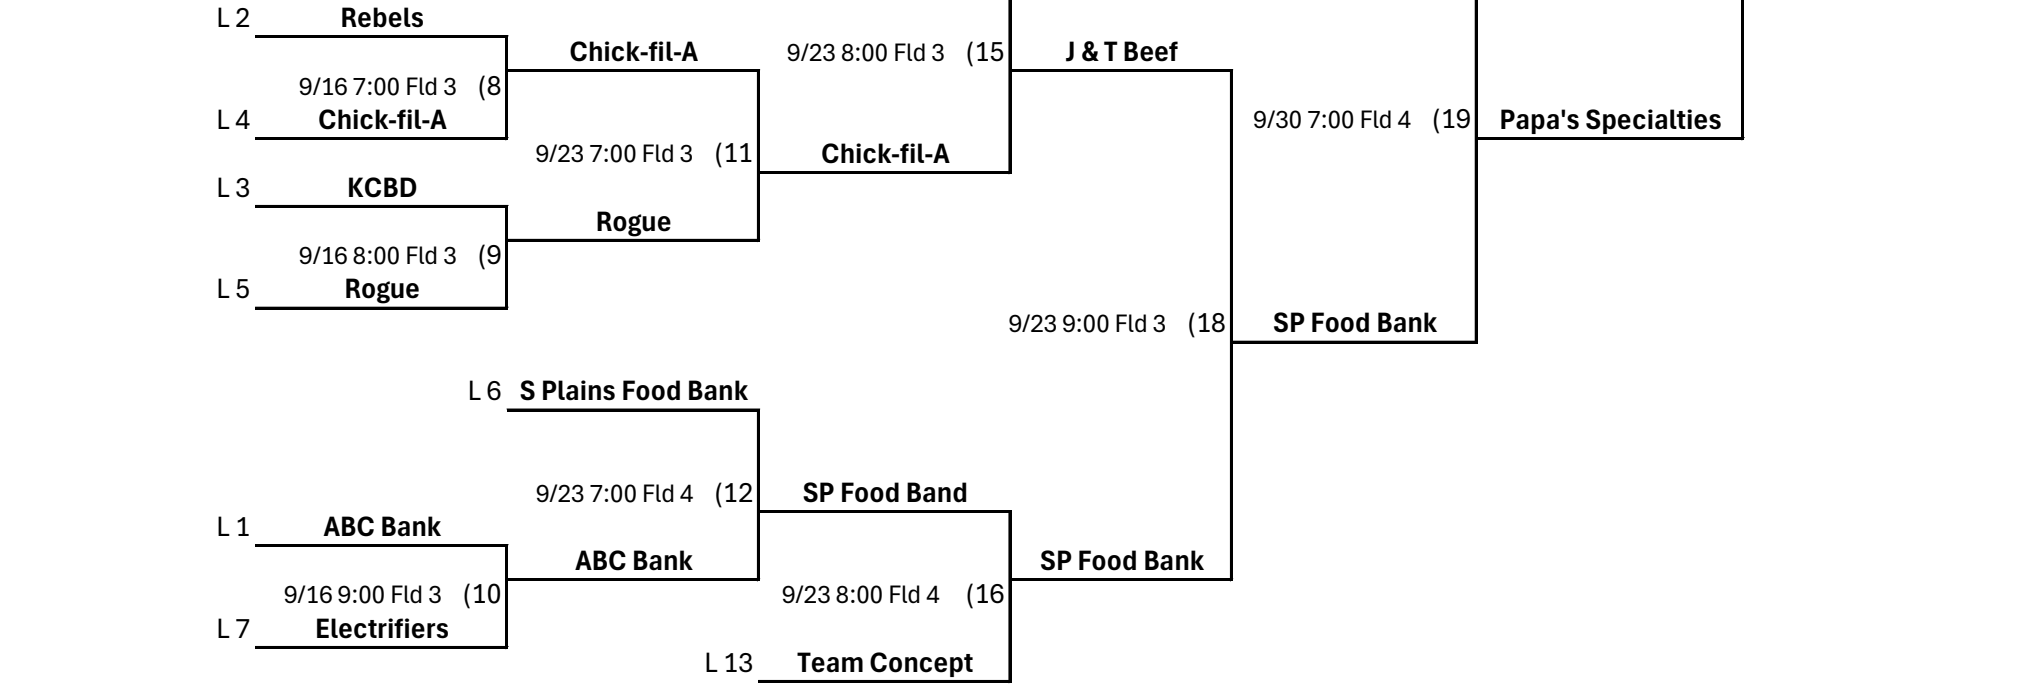 L 2 Rebels
Chick-fil-A 9/23 8:00 Fld 3 (15 J & T Beef
9/16 7:00 Fld 3 (8
L 4 Chick-fil-A 9/30 7:00 Fld 4 (19 Papa's Specialties
9/23 7:00 Fld 3 (11 Chick-fil-A
L 3 KCBD
Rogue
9/16 8:00 Fld 3 (9
L 5 Rogue
9/23 9:00 Fld 3 (18 SP Food Bank
L 6 S Plains Food Bank
9/23 7:00 Fld 4 (12 SP Food Band
L 1 ABC Bank
ABC Bank SP Food Bank
9/16 9:00 Fld 3 (10 9/23 8:00 Fld 4 (16
L 7 Electrifiers
L 13 Team Concept